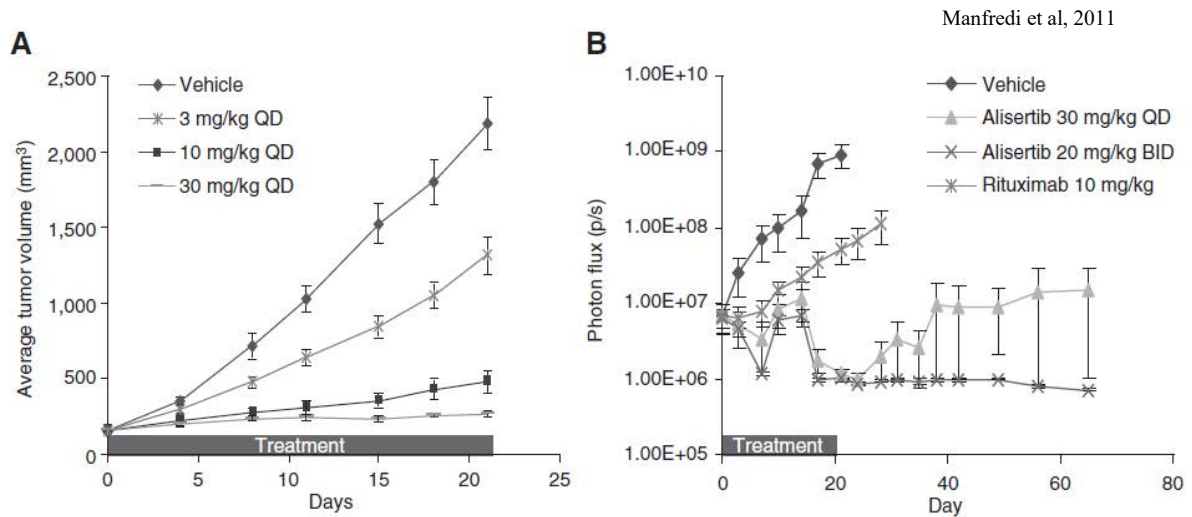 Manfredi et al, 2011
A
Average tumor volume (mm³)
2,500
2,000
1,500
1,000
500
0
Vehicle
3 mg/kg QD
10 mg/kg QD
30 mg/kg QD
Treatment
0 5 10 15 20 25
Days
B
Photon flux (p/s)
1.00E+10
1.00E+09
1.00E+08
1.00E+07
1.00E+06
1.00E+05
Vehicle
Alisertib 30 mg/kg QD
Alisertib 20 mg/kg BID
Rituximab 10 mg/kg
Treatment
0 20 40 60 80
Day